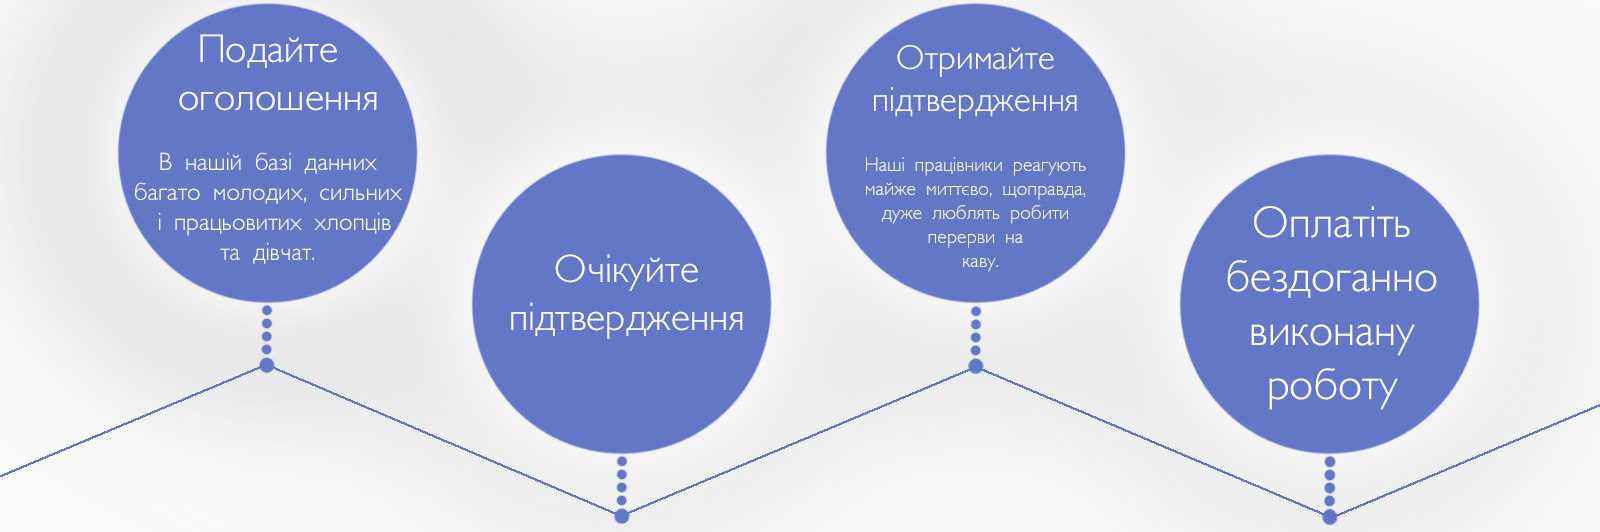 Подайте
оголошення
В нашій базі данних
багато молодих, сильних
і працьовитих хлопців
та дівчат.
Очікуйте
підтвердження
Отримайте
підтвердження
Наші працівники реагують
майже миттєво, щоправда,
дуже люблять робити
перерви на
каву.
Оплатіть
бездоганно
виконану
роботу